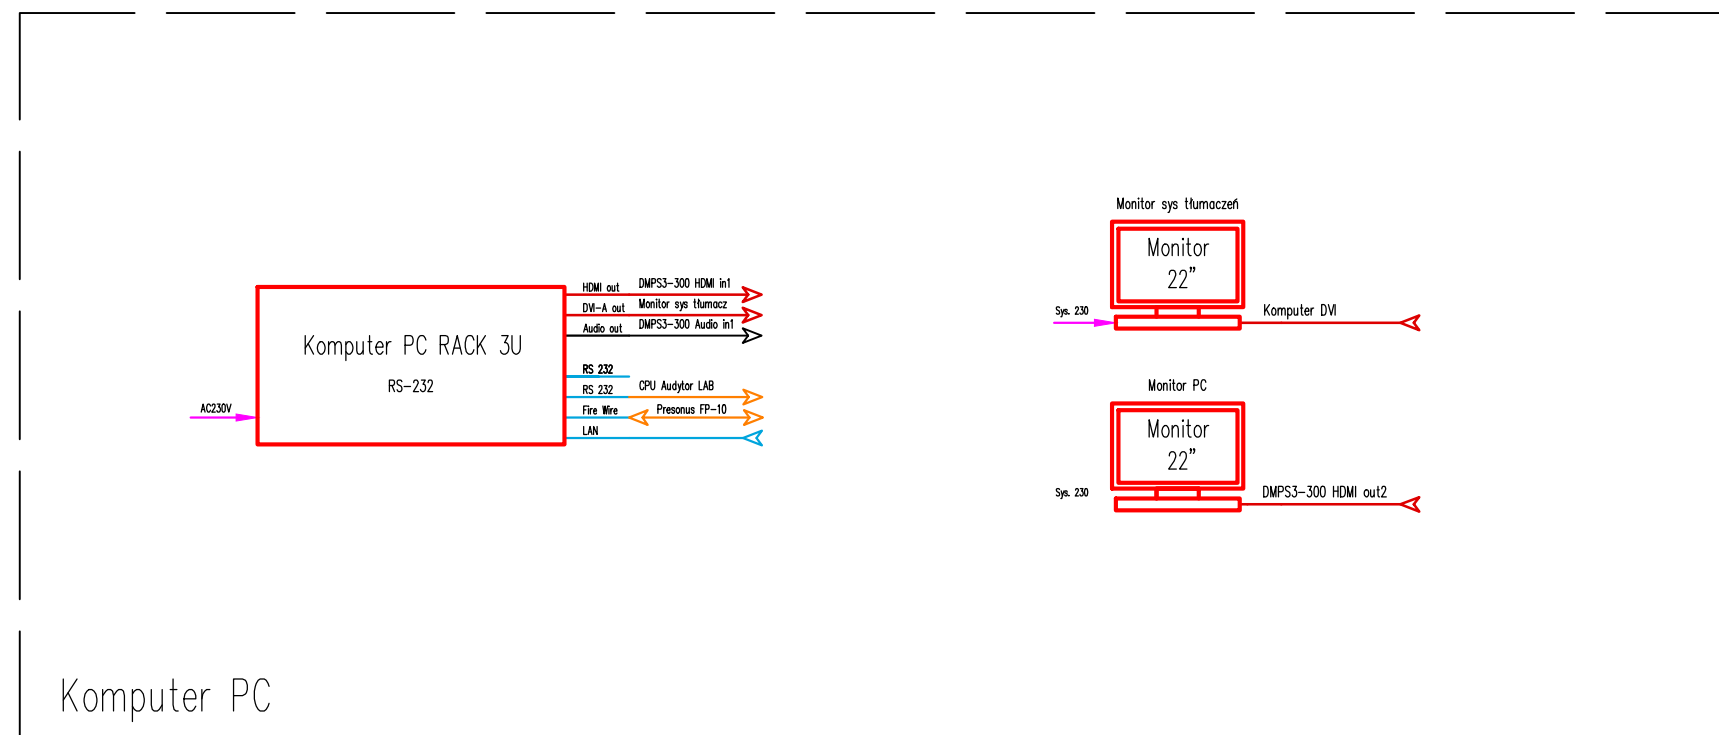 HDMI out DMPS3-300 HDMI in1
DVI-A out Monitor sys tłumacz
Audio out DMPS3-300 Audio in1
Komputer PC RACK 3U
RS-232
RS 232
RS 232 CPU Audytor LAB
Fire Wire Presonus FP-10
LAN
AC230V
Monitor sys tłumaczeń
Monitor
22"
Sys. 230
Komputer DVI
Monitor PC
Monitor
22"
Sys. 230
DMPS3-300 HDMI out2
Komputer PC